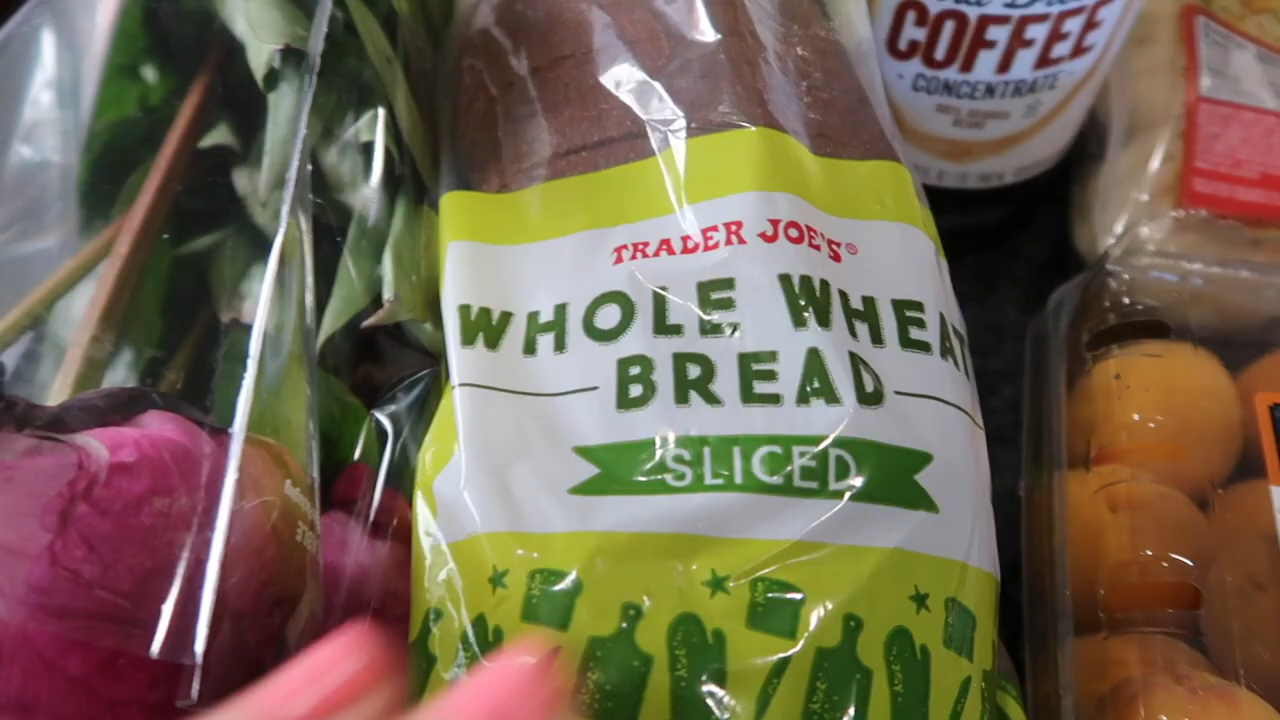 COFFEE
CONCENTRATE
TRADER JOE'S®
WHOLE WHEAT
BREAD
SLICED